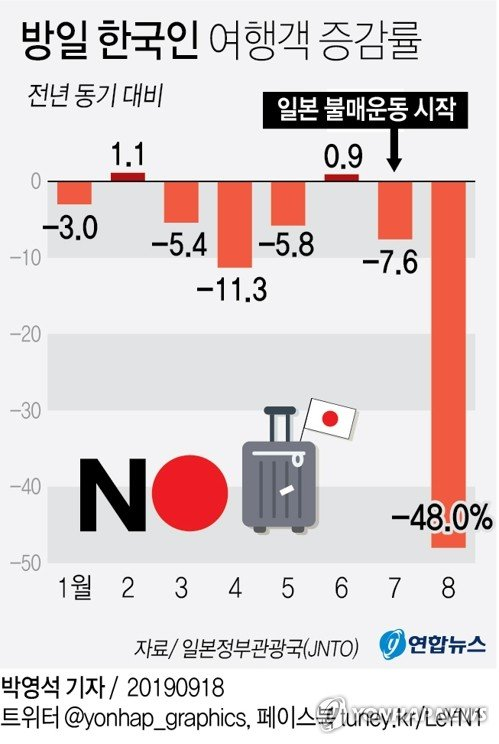 방일 한국인 여행객 증감률
전년 동기 대비
일본 불매운동 시작
1.1
0.9
0
-3.0
-5.4
-5.8
-7.6
-10
-11.3
-20
-30
-40
NO
-48.0%
-50
1월 2 3 4 5 6 7 8
자료/ 일본정부관광국(JNTO)
연합뉴스
박영석 기자 / 20190918
트위터 @yonhap_graphics, 페이스북 tuney.kr/LeYN1
YONHAPNEWS